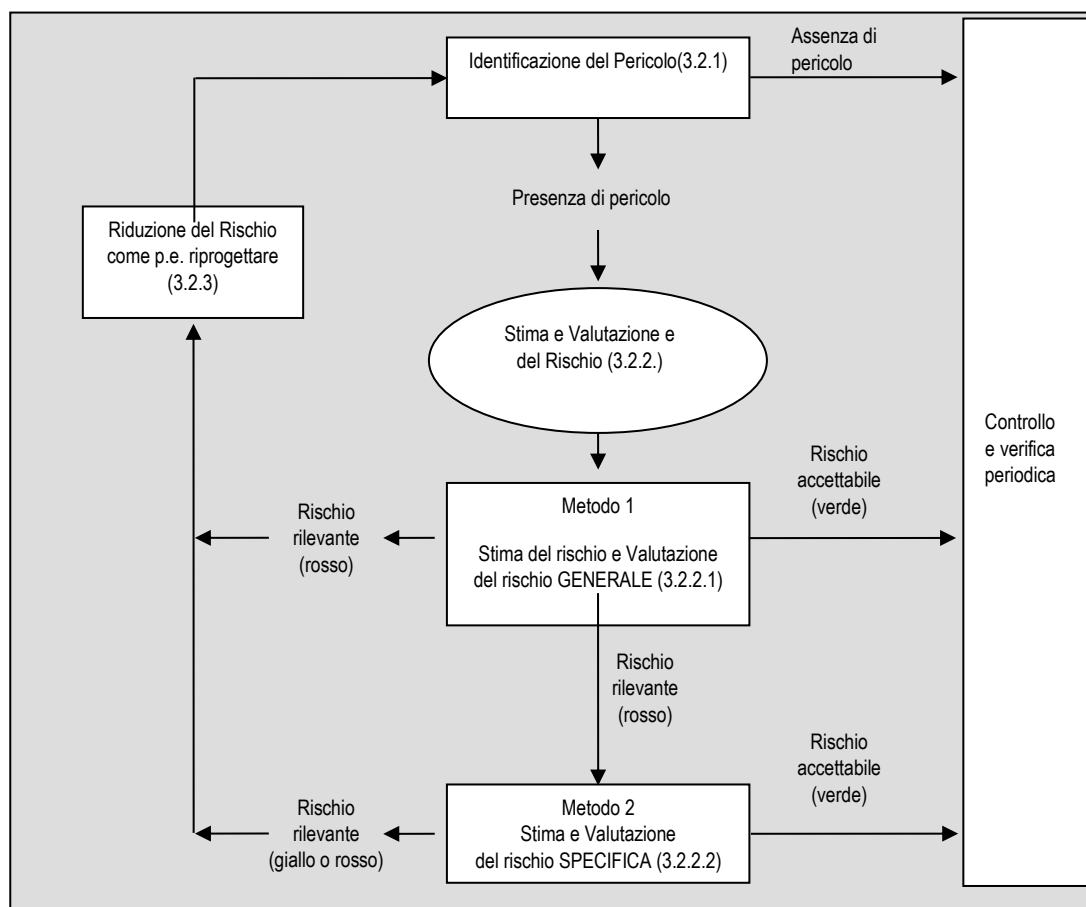 Identificazione del Pericolo(3.2.1)
Assenza di
pericolo
Presenza di pericolo
Riduzione del Rischio
come p.e. riprogettare
(3.2.3)
Stima e Valutazione e
del Rischio (3.2.2.)
Controllo
e verifica
periodica
Rischio
accettabile
(verde)
Metodo 1
Stima del rischio e Valutazione
del rischio GENERALE (3.2.2.1)
Rischio
rilevante
(rosso)
Rischio
rilevante
(rosso)
Rischio
accettabile
(verde)
Metodo 2
Stima e Valutazione
del rischio SPECIFICA (3.2.2.2)
Rischio
rilevante
(giallo o rosso)